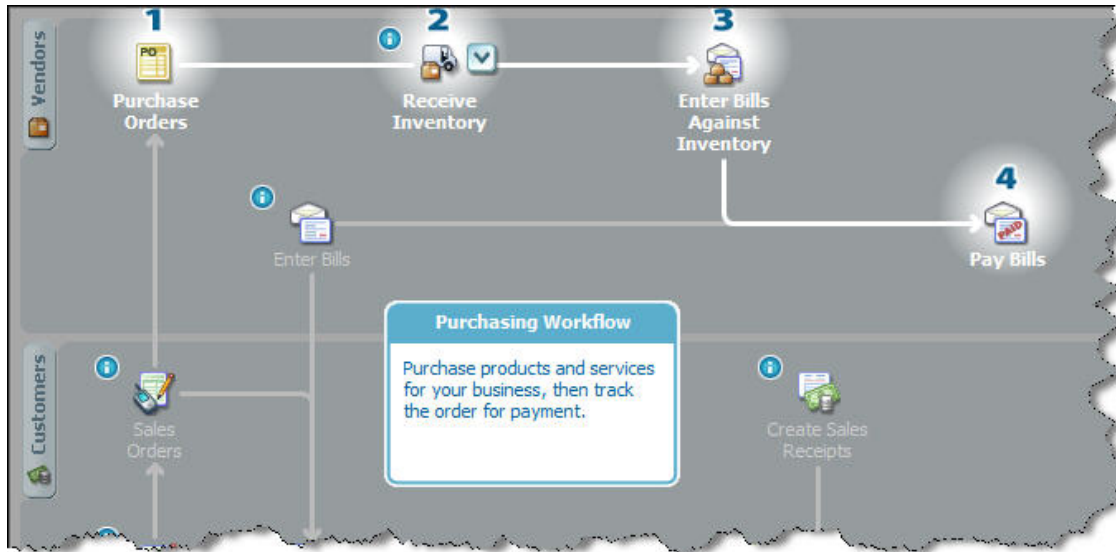 1
2
3
Vendors
PO
Purchase
Orders
Receive
Inventory
Enter Bills
Against
Inventory
4
PAID
Pay Bills
Enter Bills
Purchasing Workflow
Purchase products and services
for your business, then track
the order for payment.
Customers
Sales
Orders
Create Sales
Receipts